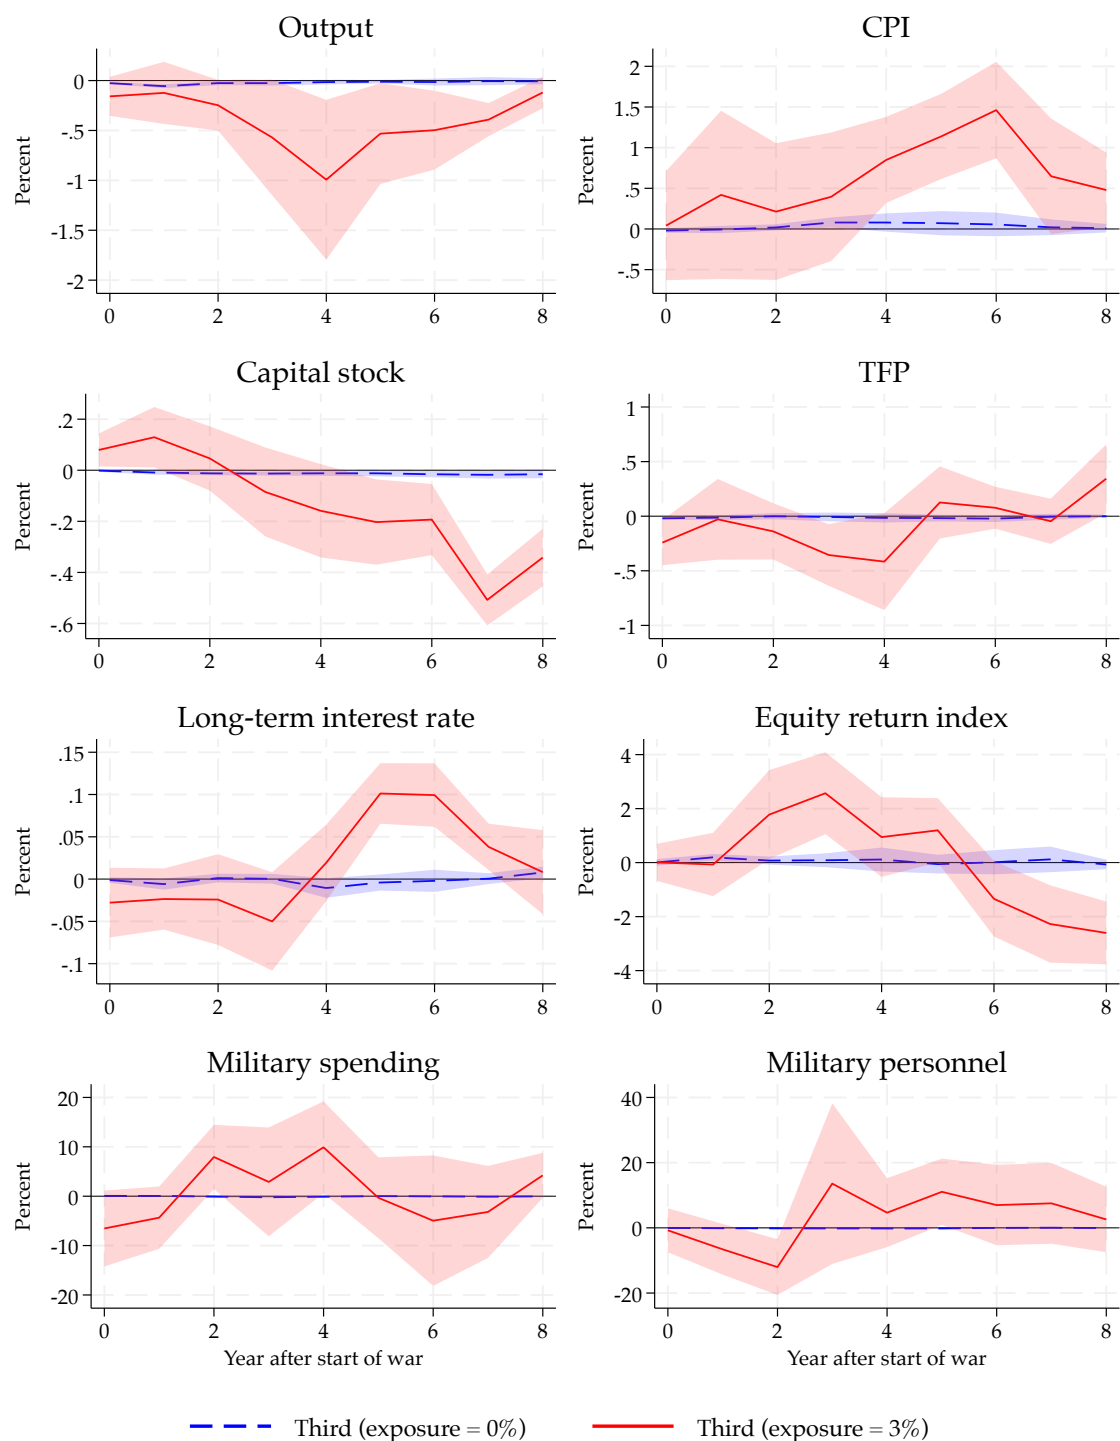 Output
Percent
0
-.5
-1
-1.5
-2
0 2 4 6 8
CPI
Percent
2
1.5
1
.5
0
-.5
0 2 4 6 8
Capital stock
Percent
.2
0
-.2
-.4
-.6
0 2 4 6 8
TFP
Percent
1
.5
0
-.5
-1
0 2 4 6 8
Long-term interest rate
Percent
.15
.1
.05
0
-.05
-.1
0 2 4 6 8
Equity return index
Percent
4
2
0
-2
-4
0 2 4 6 8
Military spending
Percent
20
10
0
-10
-20
0 2 4 6 8
Year after start of war
Military personnel
Percent
40
20
0
-20
0 2 4 6 8
Year after start of war
Third (exposure = 0%)
Third (exposure = 3%)